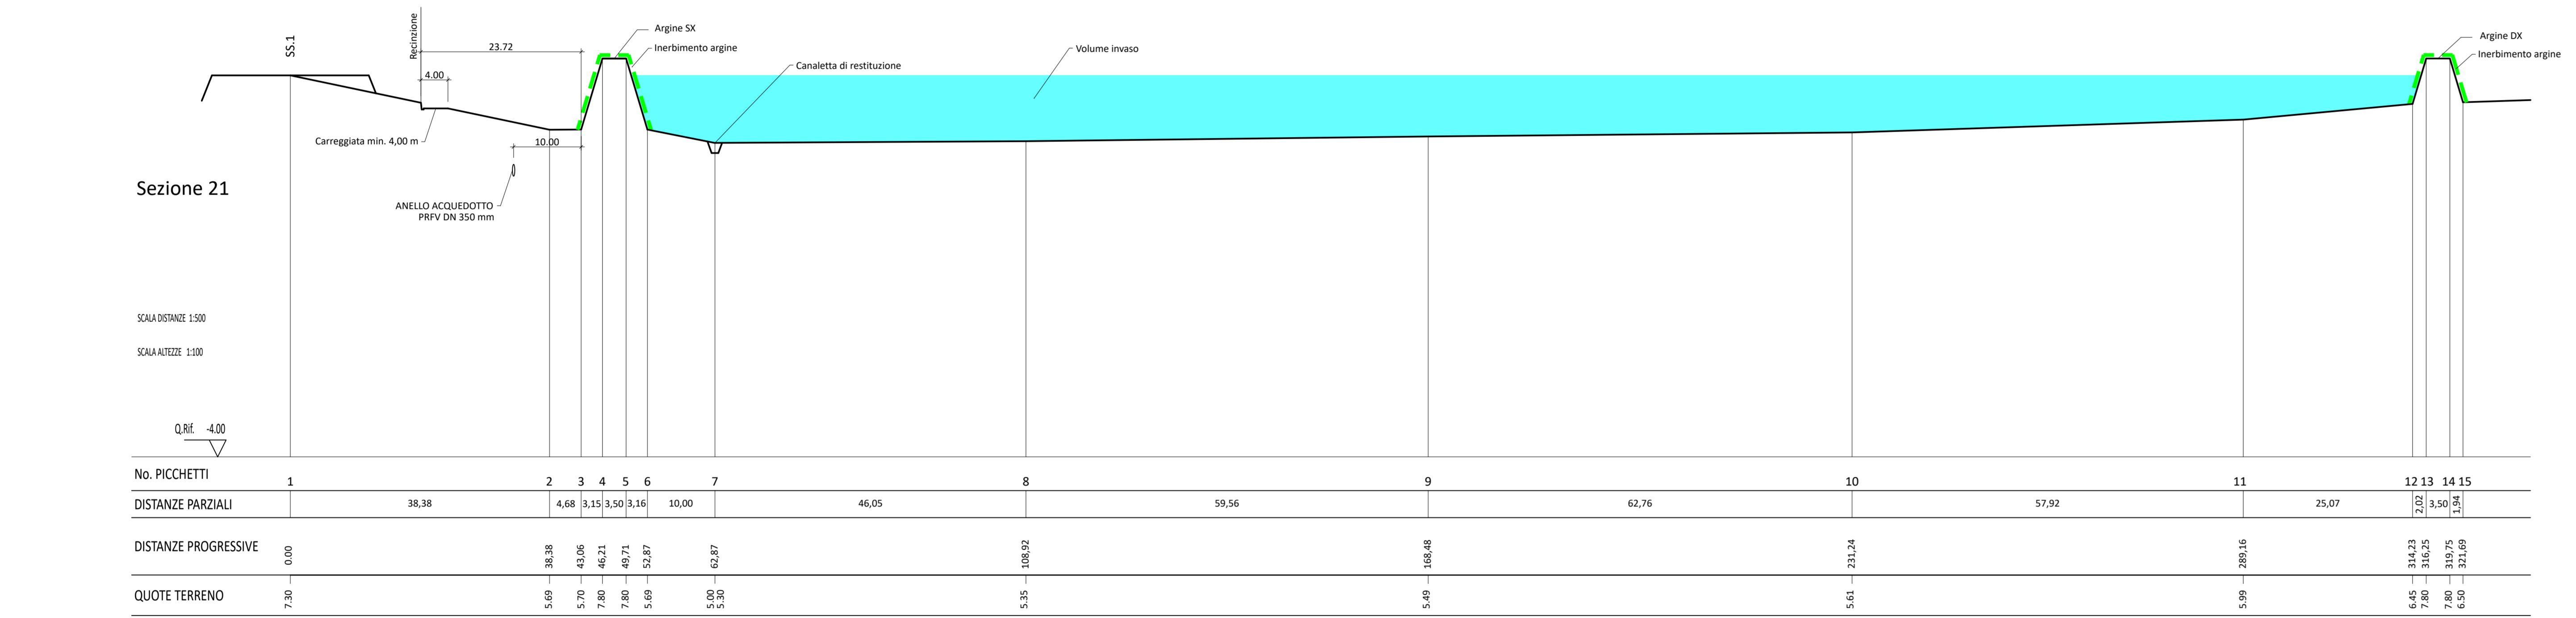 SS.1
Recinzione
23.72
4.00
Argine SX
Inerbimento argine
Canaletta di restituzione
Volume invaso
Argine DX
Inerbimento argine
Carreggiata min. 4,00 m
10.00
ANELLO ACQUEDOTTO
PRFV DN 350 mm
Sezione 21
SCALA DISTANZE 1:500
SCALA ALTEZZE 1:100
Q.Rif. -4.00
No. PICCHETTI 1 2 3 4 5 6 7 8 9 10 11 12 13 14 15
DISTANZE PARZIALI 38,38 4,68 3,15 3,50 3,16 10,00 46,05 59,56 62,76 57,92 25,07 2,02 3,50 1,94
DISTANZE PROGRESSIVE 0.00 38,38 43,06 46,21 49,71 52,87 62,87 108,92 168,48 231,24 289,16 314,23 316,25 319,75 321,69
QUOTE TERRENO 7.30 5.69 5.70 7.80 7.80 5.69 5.00 5.30 5.35 5.49 5.61 5.99 6.45 7.80 7.80 6.50